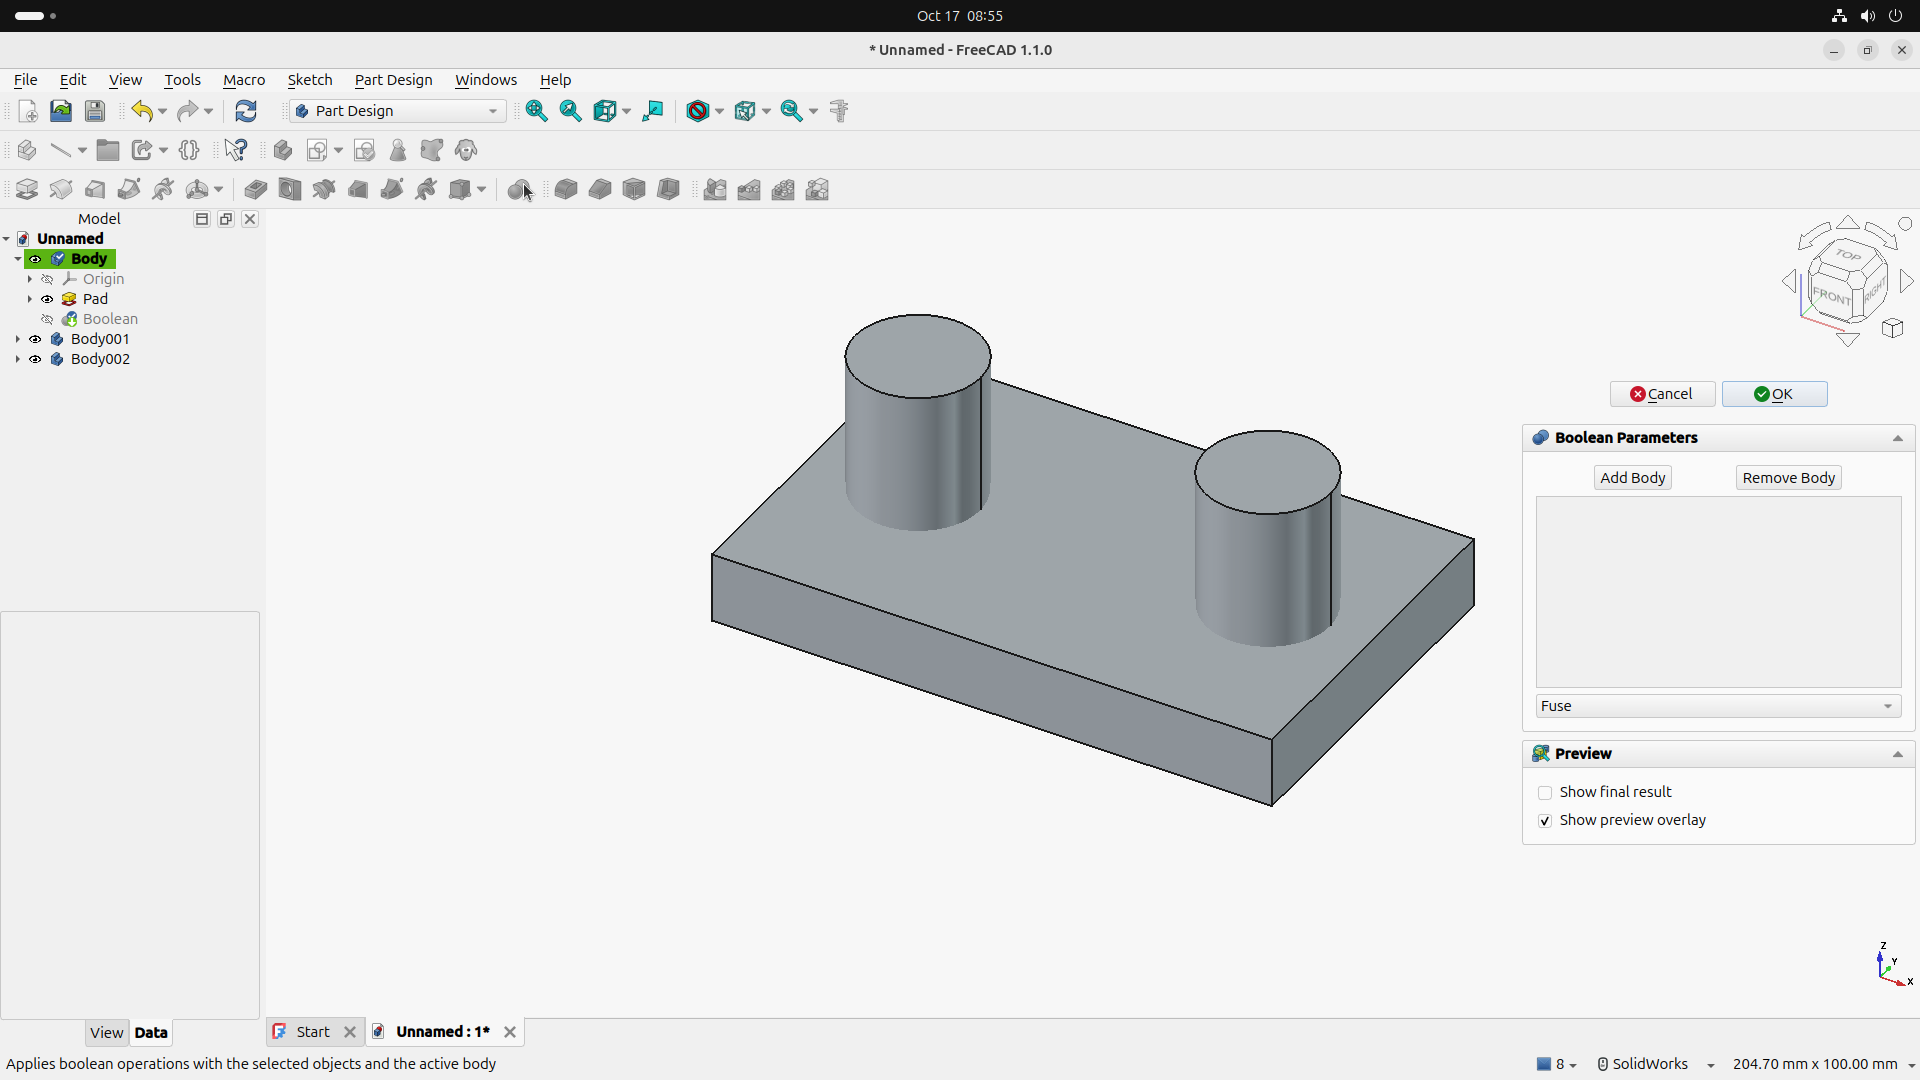 Oct 17  08:55
* Unnamed - FreeCAD 1.1.0
File Edit View Tools Macro Sketch Part Design Windows Help
Part Design
Model
Unnamed
Body
Origin
Pad
Boolean
Body001
Body002
TOP
FRONT
RIGHT
Cancel OK
Boolean Parameters
Add Body Remove Body
Fuse
Preview
Show final result
Show preview overlay
Z
Y
X
View Data
Start Unnamed : 1*
Applies boolean operations with the selected objects and the active body
8 SolidWorks 204.70 mm x 100.00 mm